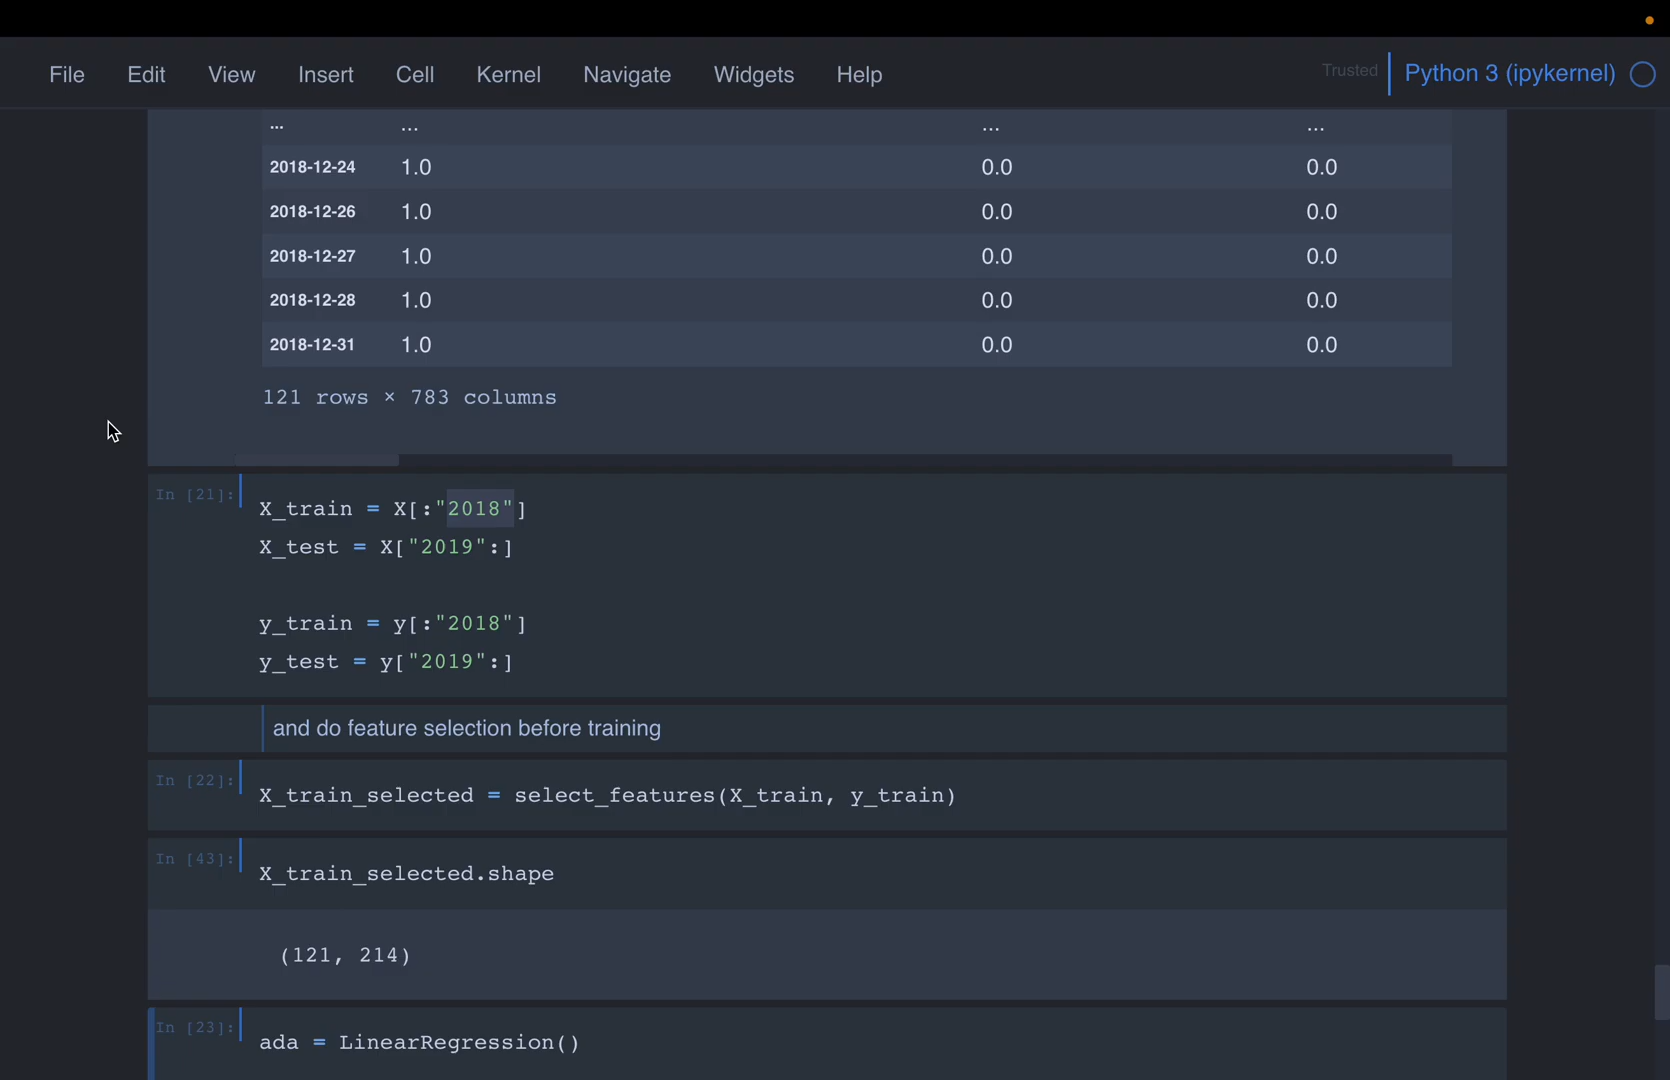 File Edit View Insert Cell Kernel Navigate Widgets Help Trusted Python 3 (ipykernel)
... ... ... ...
2018-12-24 1.0 0.0 0.0
2018-12-26 1.0 0.0 0.0
2018-12-27 1.0 0.0 0.0
2018-12-28 1.0 0.0 0.0
2018-12-31 1.0 0.0 0.0
121 rows × 783 columns
In [21]: X_train = X[:"2018"]
X_test = X["2019":]
y_train = y[:"2018"]
y_test = y["2019":]
and do feature selection before training
In [22]: X_train_selected = select_features(X_train, y_train)
In [43]: X_train_selected.shape
(121, 214)
In [23]: ada = LinearRegression()